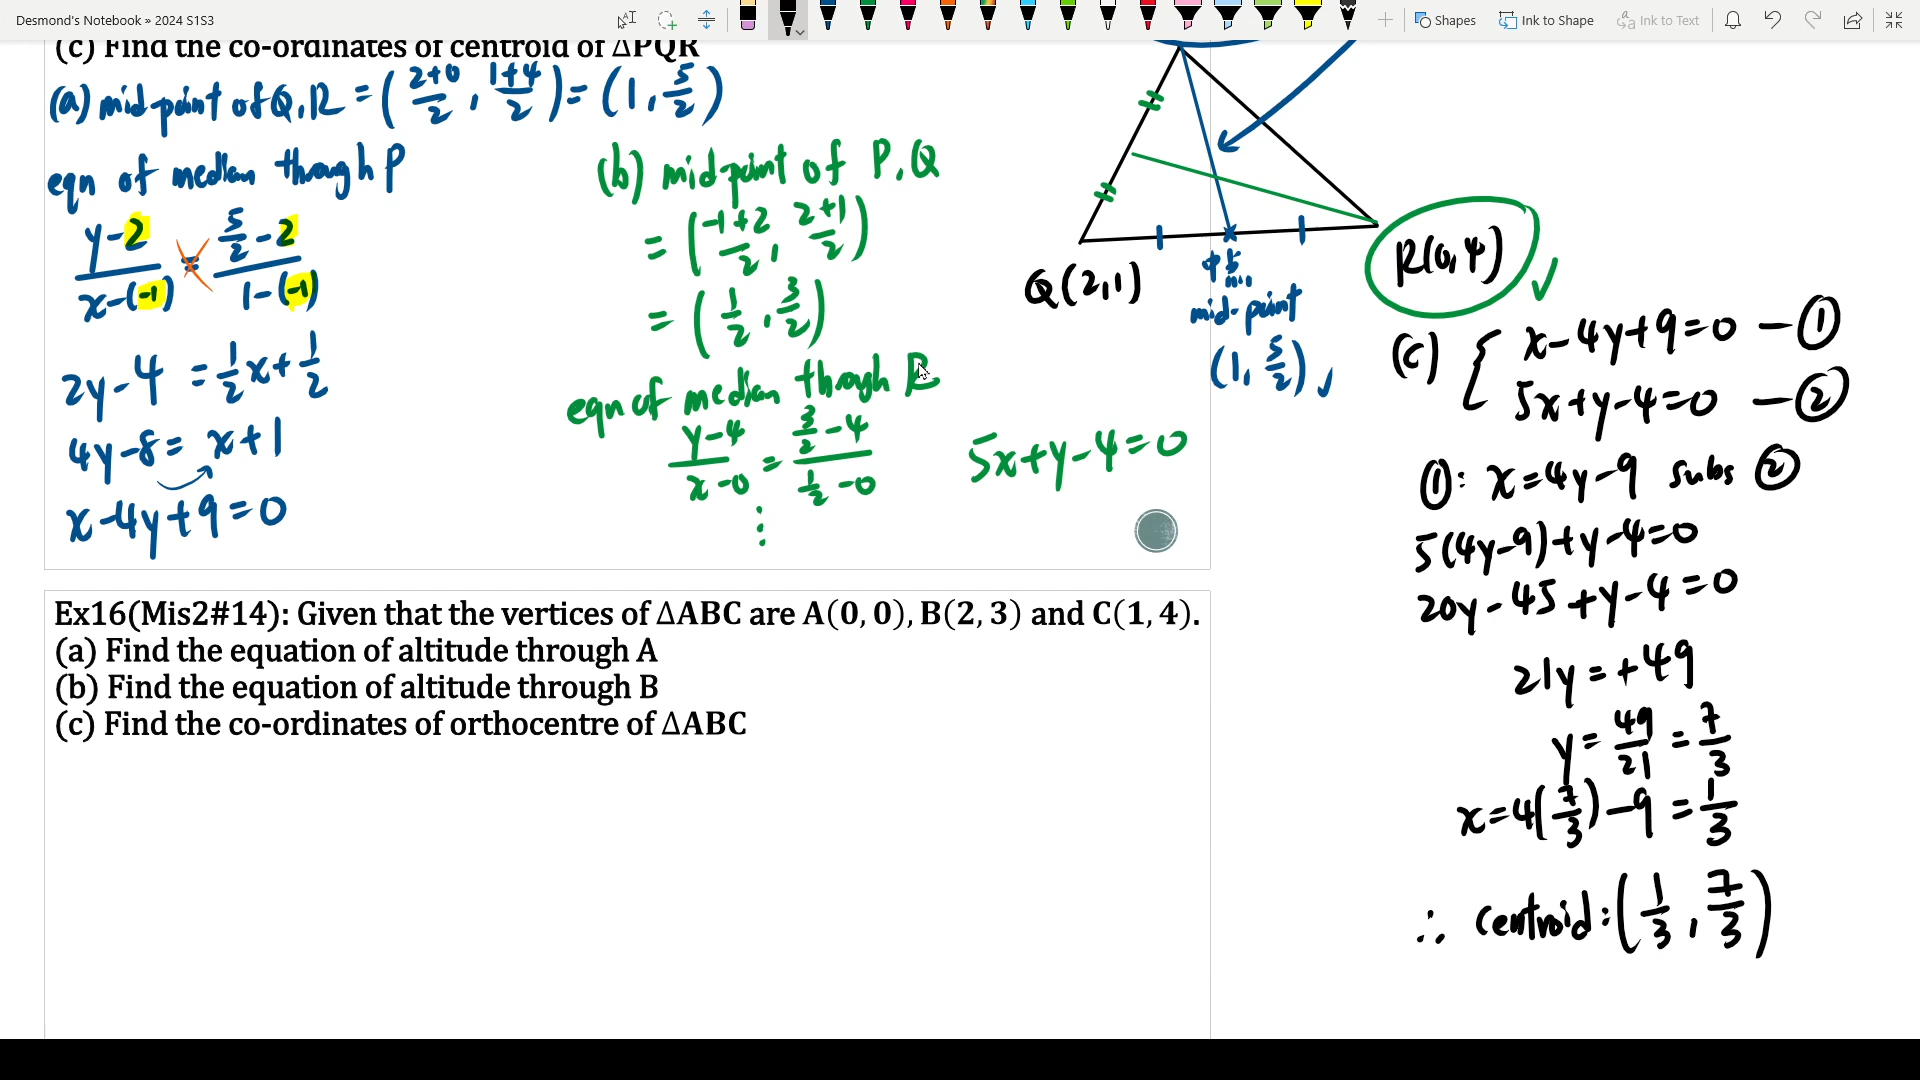 Desmond's Notebook » 2024 S1S3
Shapes
Ink to Shape
Ink to Text
(c) Find the co-ordinates of centroid of ΔPQR
(a) mid-point of Q,R = ( 2+0/2 , 1+4/2 ) = (1, 5/2)
eqn of median through P
y-2/x-(-1) = 5/2-2/1-(-1)
2y-4 = 1/2x + 1/2
4y-8 = x+1
x-4y+9=0
(b) mid-point of P,Q
= ( -1+2/2 , 2+1/2 )
= ( 1/2 , 3/2 )
eqn of median through R
y-4/x-0 = 3/2-4/1/2-0
⋮
5x+y-4=0
Q(2,1)
R(0,4)
mid-point
(1, 5/2)
(c) { x-4y+9=0 — ①
5x+y-4=0 — ②
①: x=4y-9 subs ②
5(4y-9)+y-4=0
20y-45+y-4=0
21y=+49
y= 49/21 = 7/3
x=4(7/3)-9 = 1/3
∴ centroid: ( 1/3 , 7/3 )
Ex16(Mis2#14): Given that the vertices of ΔABC are A(0, 0), B(2, 3) and C(1, 4).
(a) Find the equation of altitude through A
(b) Find the equation of altitude through B
(c) Find the co-ordinates of orthocentre of ΔABC